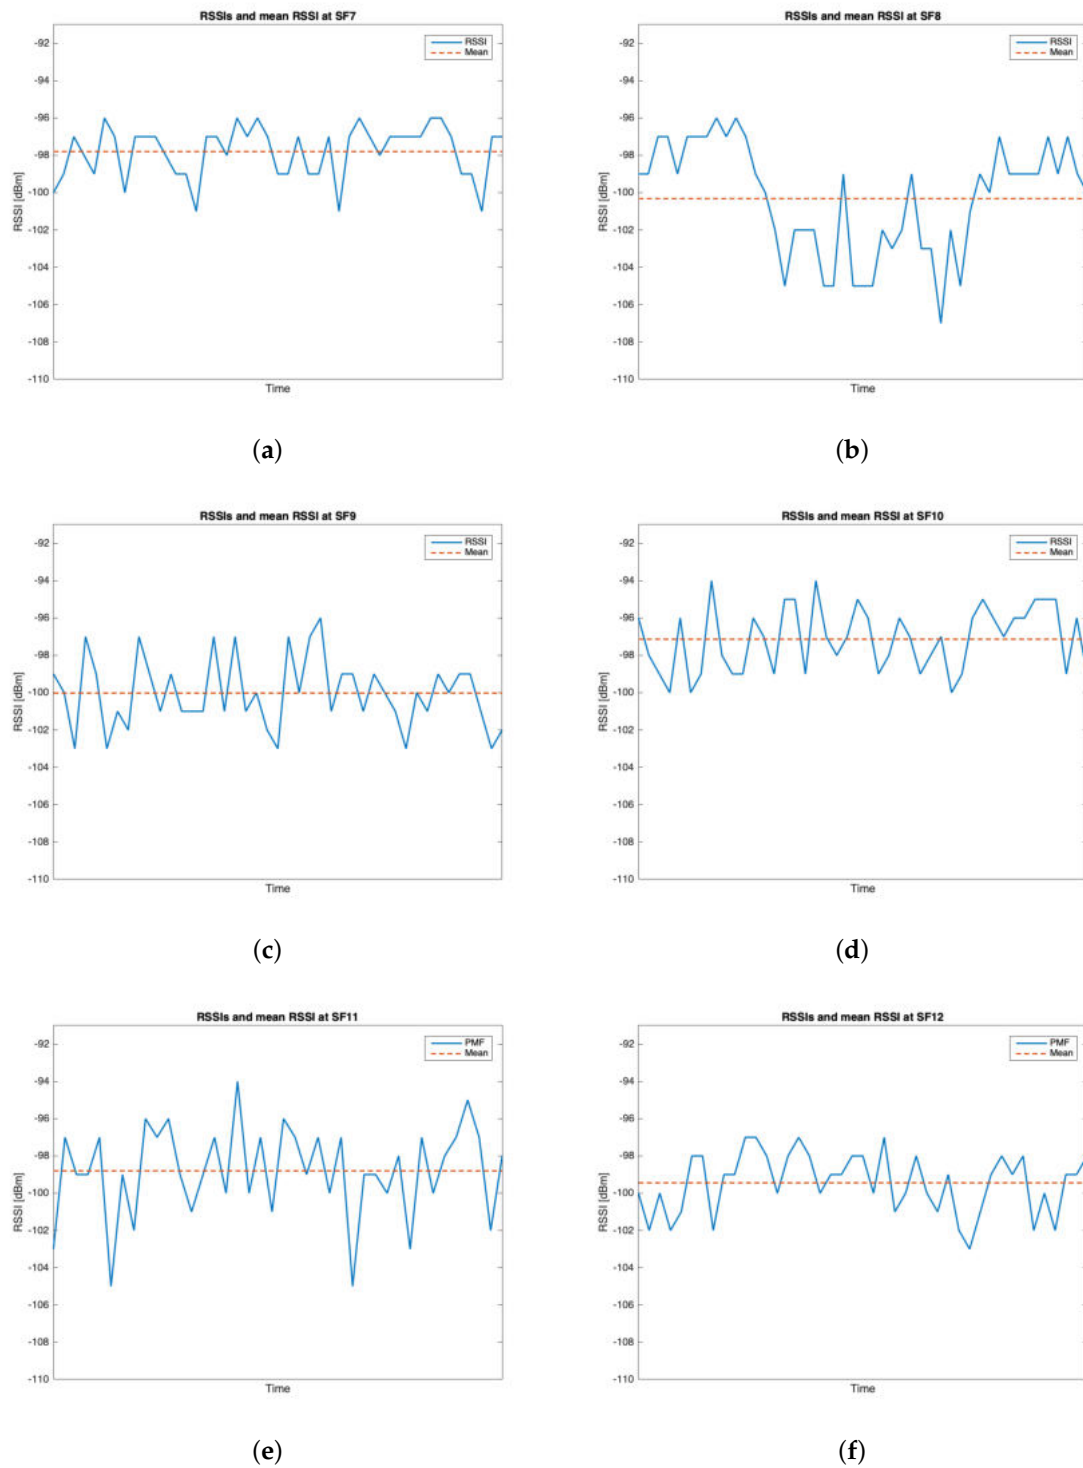 RSSIs and mean RSSI at SF7
RSSI
Mean
RSSI [dBm]
-92
-94
-96
-98
-100
-102
-104
-106
-108
-110
Time
(a)
RSSIs and mean RSSI at SF8
RSSI
Mean
RSSI [dBm]
-92
-94
-96
-98
-100
-102
-104
-106
-108
-110
Time
(b)
RSSIs and mean RSSI at SF9
RSSI
Mean
RSSI [dBm]
-92
-94
-96
-98
-100
-102
-104
-106
-108
-110
Time
(c)
RSSIs and mean RSSI at SF10
RSSI
Mean
RSSI [dBm]
-92
-94
-96
-98
-100
-102
-104
-106
-108
-110
Time
(d)
RSSIs and mean RSSI at SF11
PMF
Mean
RSSI [dBm]
-92
-94
-96
-98
-100
-102
-104
-106
-108
-110
Time
(e)
RSSIs and mean RSSI at SF12
PMF
Mean
RSSI [dBm]
-92
-94
-96
-98
-100
-102
-104
-106
-108
-110
Time
(f)